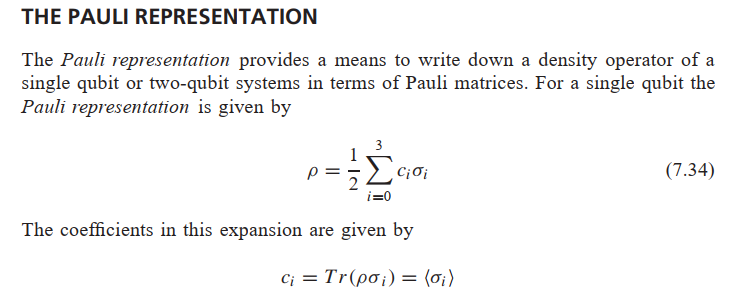 THE PAULI REPRESENTATION
The Pauli representation provides a means to write down a density operator of a
single qubit or two-qubit systems in terms of Pauli matrices. For a single qubit the
Pauli representation is given by
ρ = \frac{1}{2} \sum_{i=0}^{3} c_i σ_i (7.34)
The coefficients in this expansion are given by
c_i = Tr(ρσ_i) = ⟨σ_i⟩